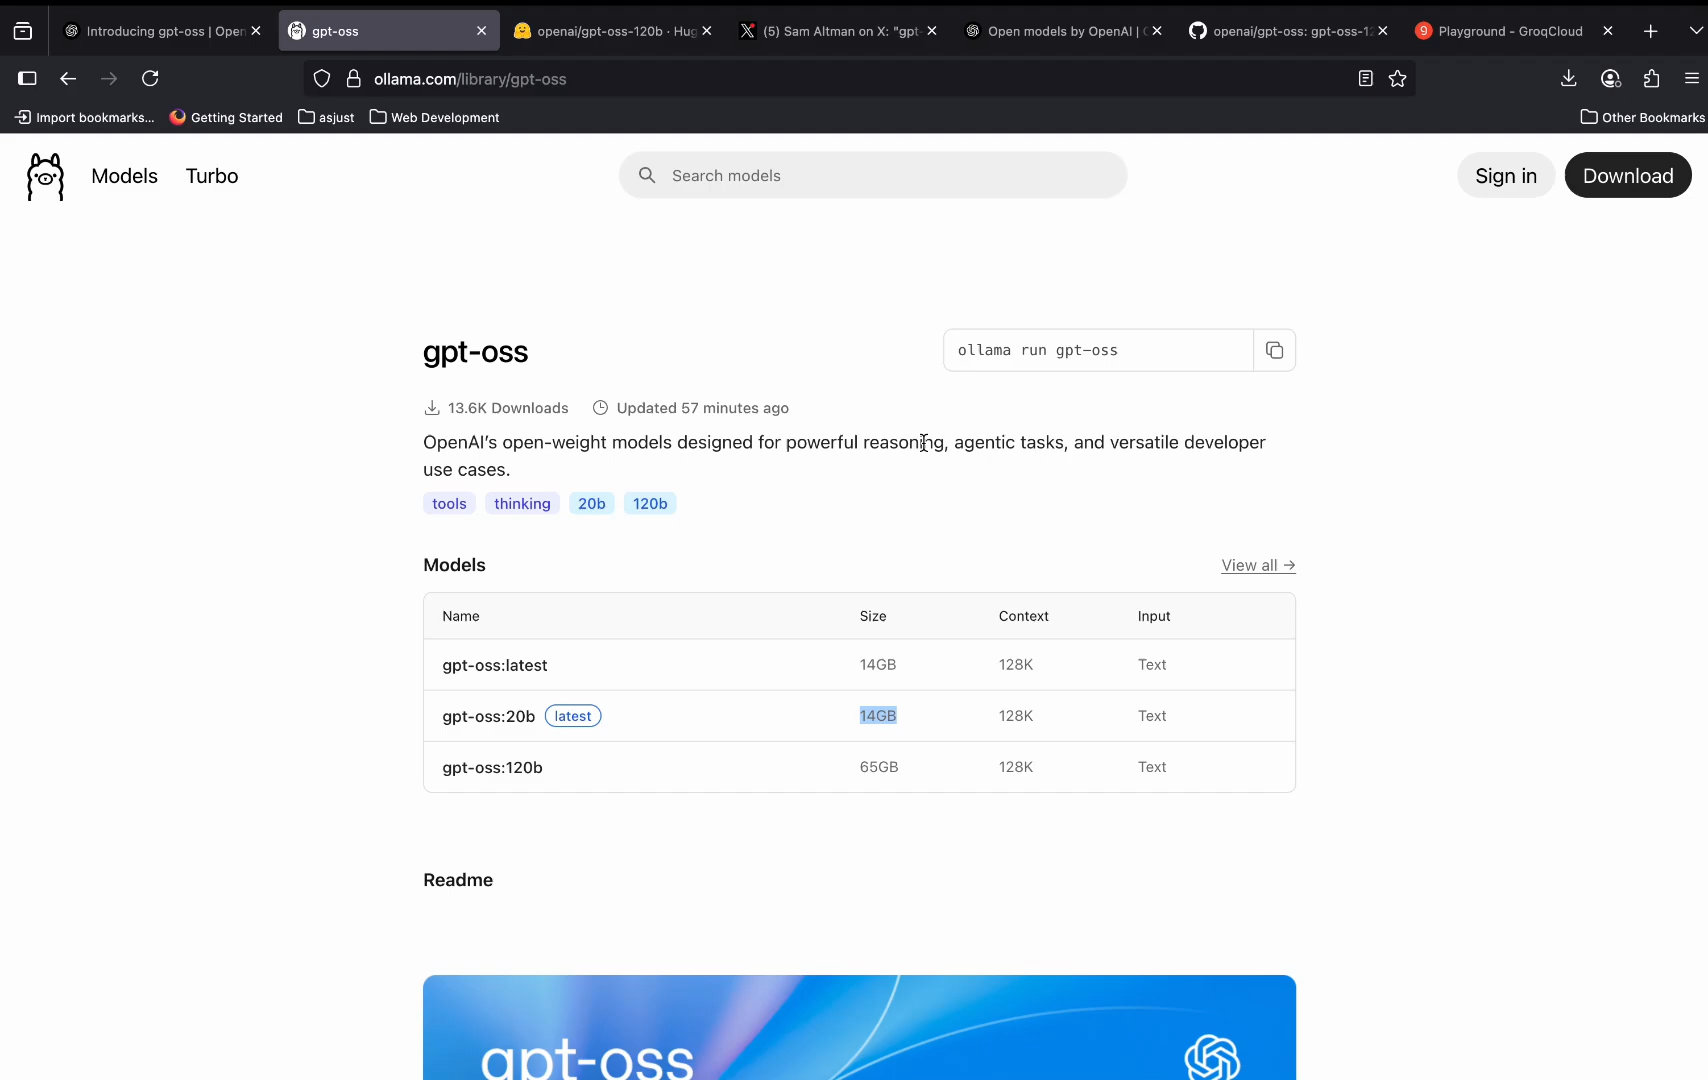 Introducing gpt-oss | Open
gpt-oss
openai/gpt-oss-120b · Hug
(5) Sam Altman on X: "gpt-
Open models by OpenAI |
openai/gpt-oss: gpt-oss-12
9
Playground - GroqCloud
ollama.com/library/gpt-oss
Import bookmarks...
Getting Started
asjust
Web Development
Other Bookmarks
Models
Turbo
Search models
Sign in
Download
gpt-oss
ollama run gpt-oss
13.6K Downloads
Updated 57 minutes ago
OpenAI's open-weight models designed for powerful reasoning, agentic tasks, and versatile developer
use cases.
tools thinking 20b 120b
Models
View all →
Name Size Context Input
gpt-oss:latest 14GB 128K Text
gpt-oss:20b latest 14GB 128K Text
gpt-oss:120b 65GB 128K Text
Readme
gpt-oss